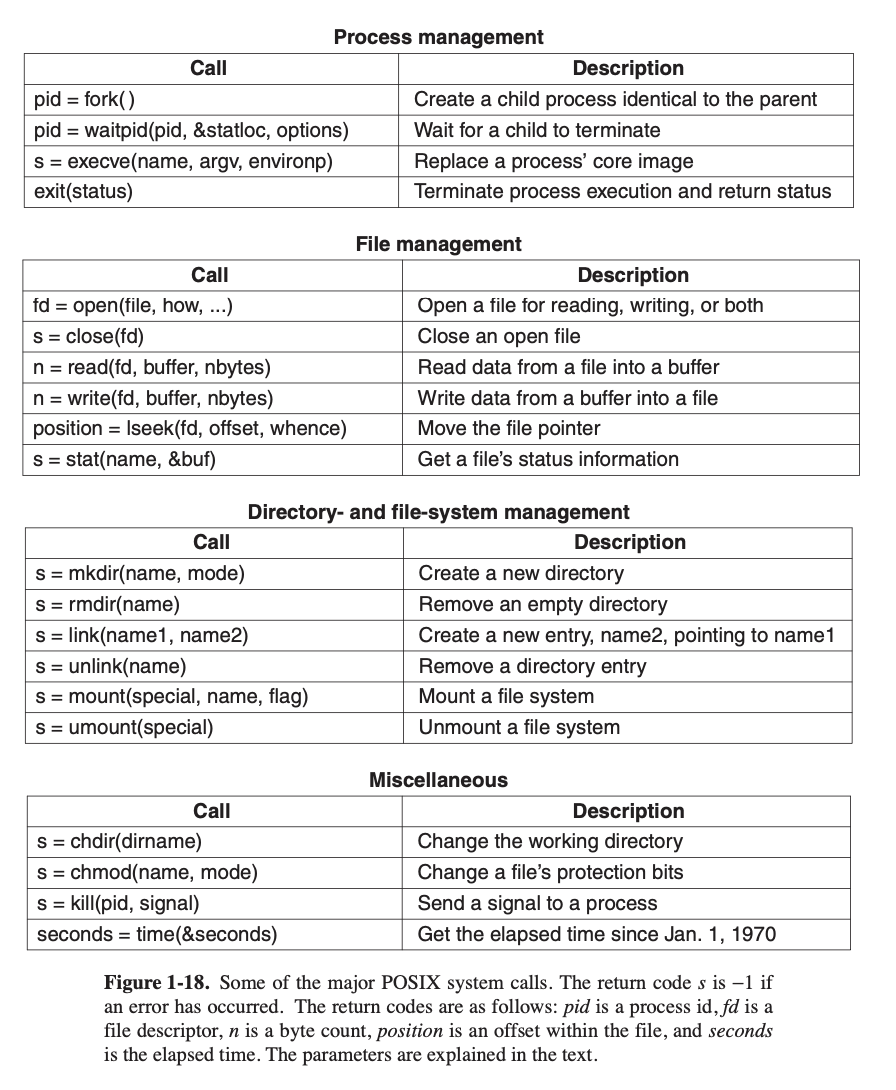 Process management
Call Description
pid = fork( ) Create a child process identical to the parent
pid = waitpid(pid, &statloc, options) Wait for a child to terminate
s = execve(name, argv, environp) Replace a process’ core image
exit(status) Terminate process execution and return status
File management
Call Description
fd = open(file, how, ...) Open a file for reading, writing, or both
s = close(fd) Close an open file
n = read(fd, buffer, nbytes) Read data from a file into a buffer
n = write(fd, buffer, nbytes) Write data from a buffer into a file
position = lseek(fd, offset, whence) Move the file pointer
s = stat(name, &buf) Get a file’s status information
Directory- and file-system management
Call Description
s = mkdir(name, mode) Create a new directory
s = rmdir(name) Remove an empty directory
s = link(name1, name2) Create a new entry, name2, pointing to name1
s = unlink(name) Remove a directory entry
s = mount(special, name, flag) Mount a file system
s = umount(special) Unmount a file system
Miscellaneous
Call Description
s = chdir(dirname) Change the working directory
s = chmod(name, mode) Change a file’s protection bits
s = kill(pid, signal) Send a signal to a process
seconds = time(&seconds) Get the elapsed time since Jan. 1, 1970
Figure 1-18. Some of the major POSIX system calls. The return code s is −1 if
an error has occurred. The return codes are as follows: pid is a process id, fd is a
file descriptor, n is a byte count, position is an offset within the file, and seconds
is the elapsed time. The parameters are explained in the text.